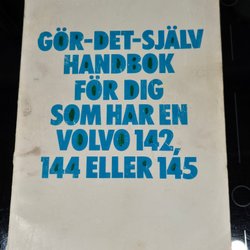 GÖR-DET-SJÄLV
HANDBOK
FÖR DIG
SOM HAR EN
VOLVO 142,
144 ELLER 145